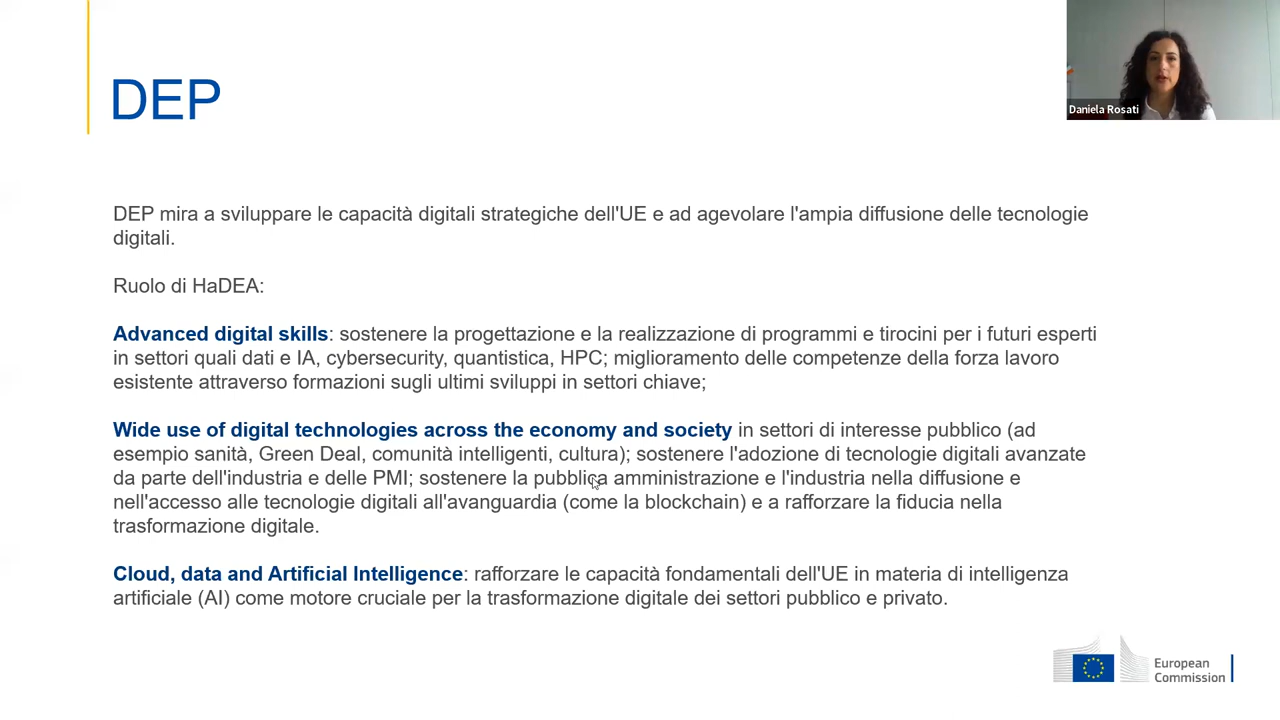 DEP
Daniela Rosati
DEP mira a sviluppare le capacità digitali strategiche dell'UE e ad agevolare l'ampia diffusione delle tecnologie
digitali.
Ruolo di HaDEA:
Advanced digital skills: sostenere la progettazione e la realizzazione di programmi e tirocini per i futuri esperti
in settori quali dati e IA, cybersecurity, quantistica, HPC; miglioramento delle competenze della forza lavoro
esistente attraverso formazioni sugli ultimi sviluppi in settori chiave;
Wide use of digital technologies across the economy and society in settori di interesse pubblico (ad
esempio sanità, Green Deal, comunità intelligenti, cultura); sostenere l'adozione di tecnologie digitali avanzate
da parte dell'industria e delle PMI; sostenere la pubblica amministrazione e l'industria nella diffusione e
nell'accesso alle tecnologie digitali all'avanguardia (come la blockchain) e a rafforzare la fiducia nella
trasformazione digitale.
Cloud, data and Artificial Intelligence: rafforzare le capacità fondamentali dell'UE in materia di intelligenza
artificiale (AI) come motore cruciale per la trasformazione digitale dei settori pubblico e privato.
European
Commission